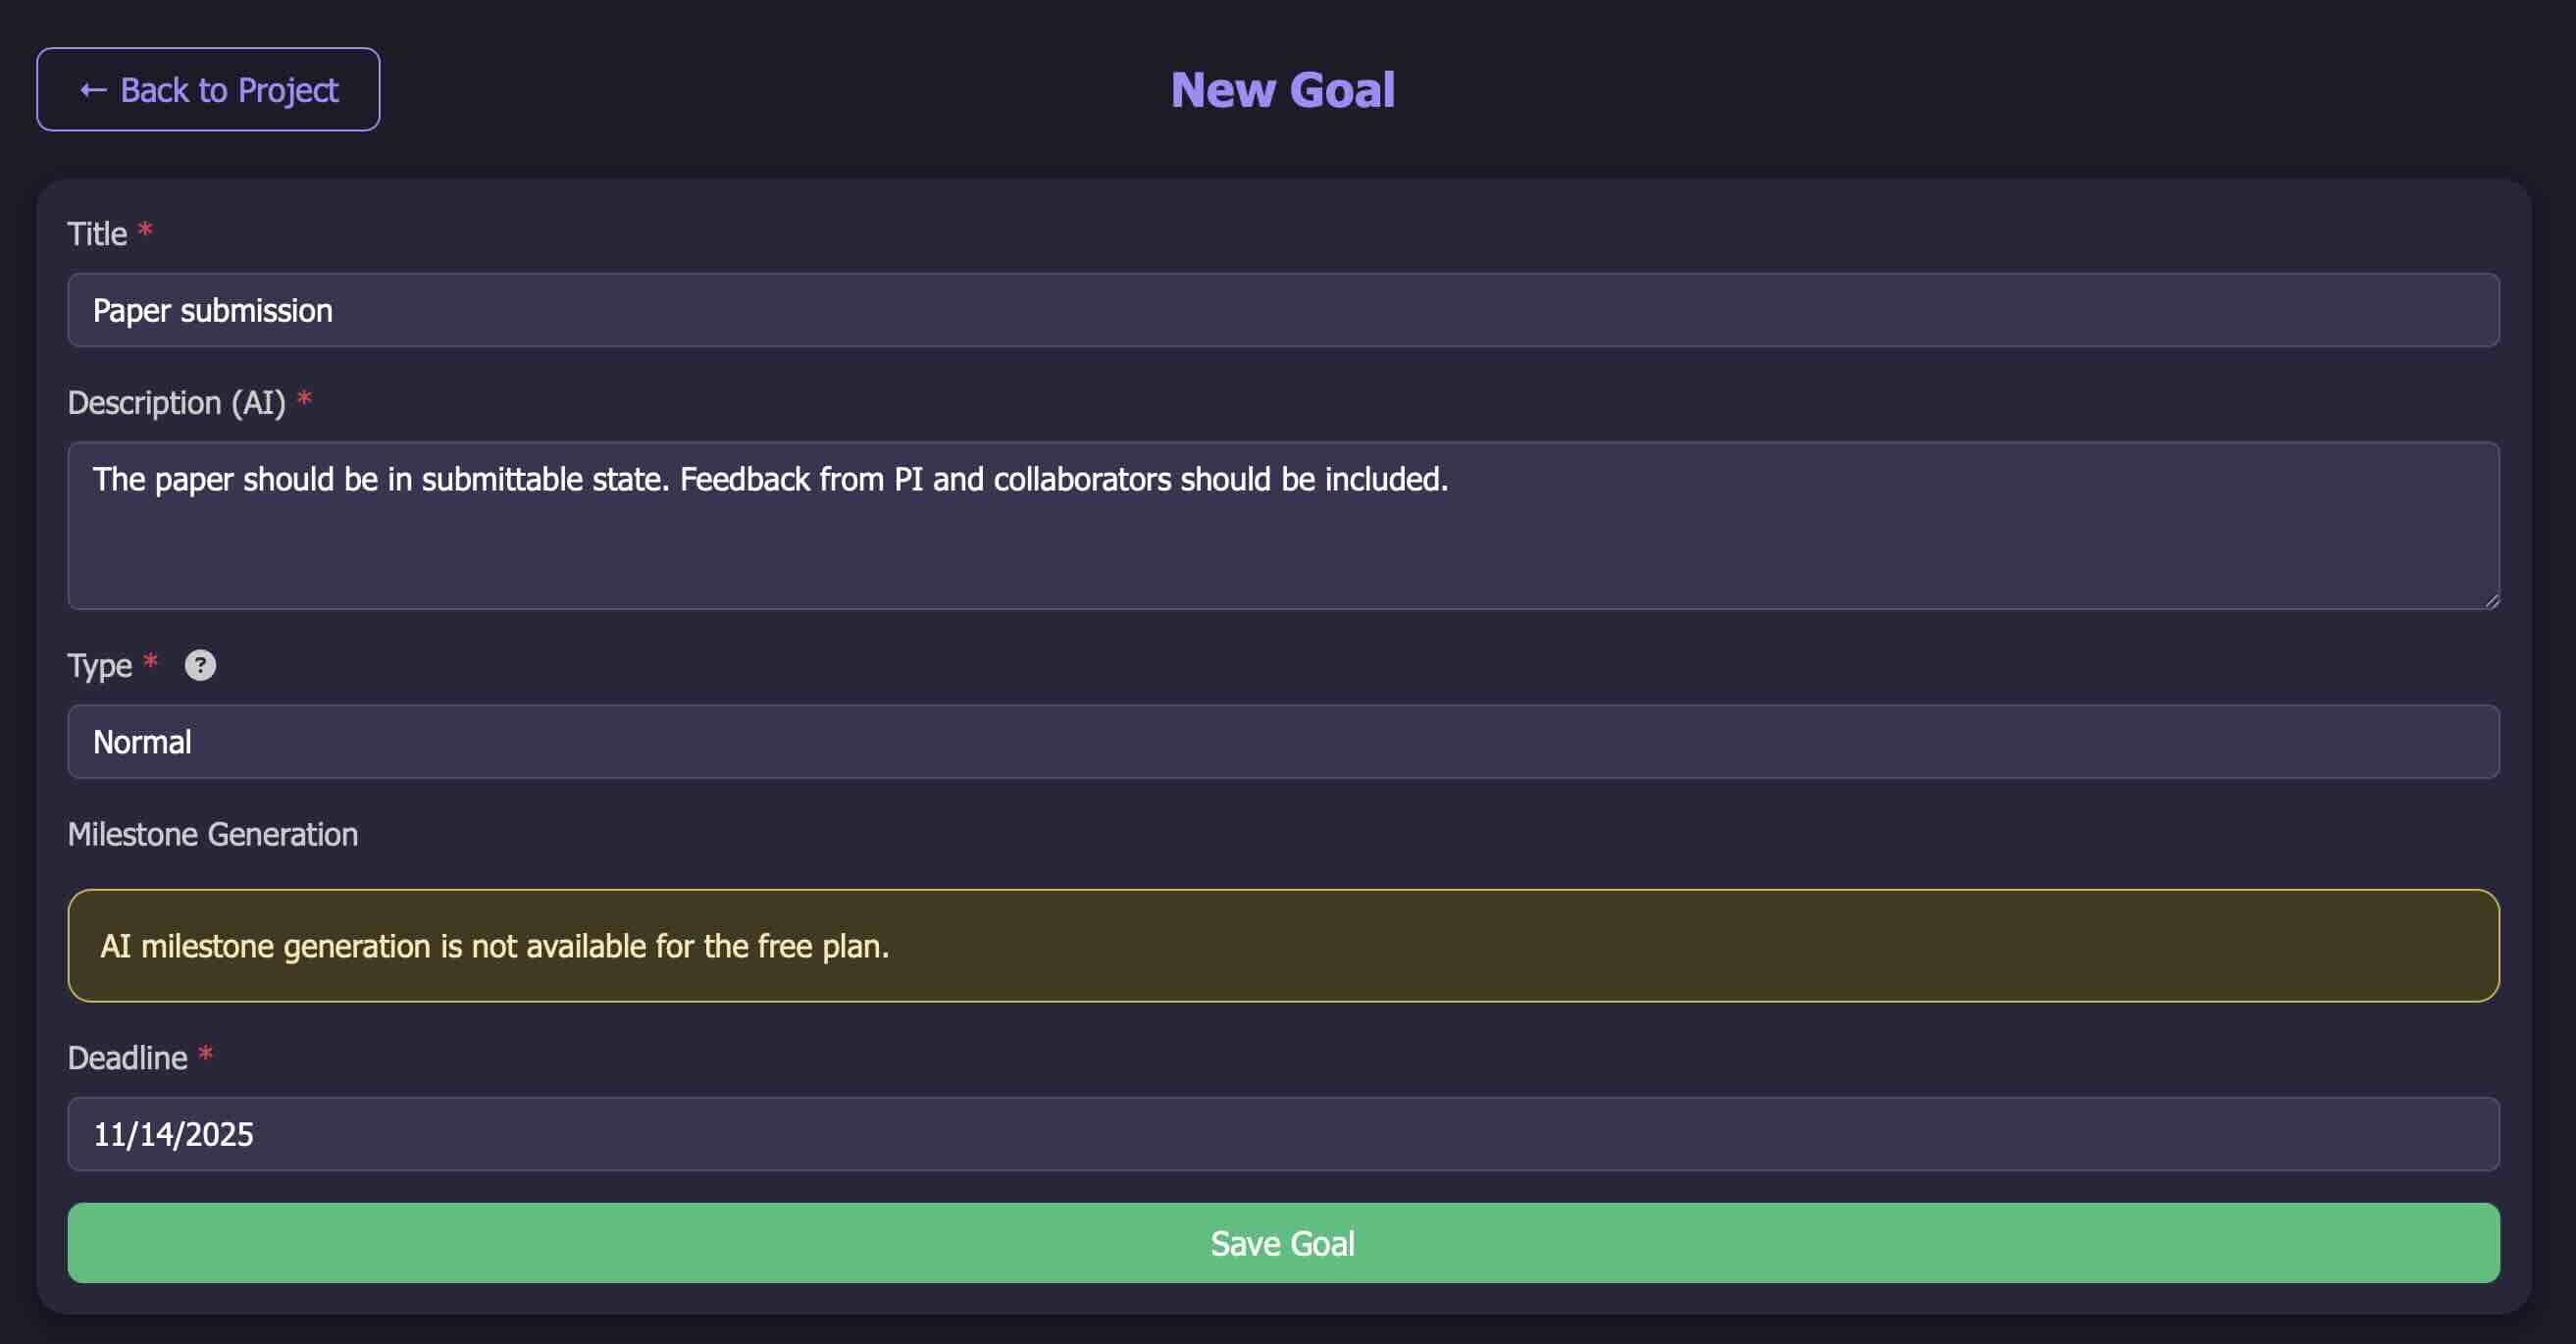 ← Back to Project
New Goal
Title *
Paper submission
Description (AI) *
The paper should be in submittable state. Feedback from PI and collaborators should be included.
Type * ?
Normal
Milestone Generation
AI milestone generation is not available for the free plan.
Deadline *
11/14/2025
Save Goal